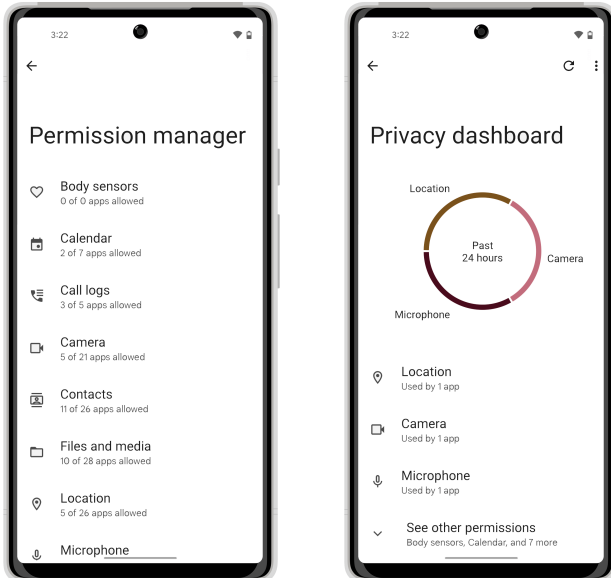 3:22
Permission manager
Body sensors
0 of 0 apps allowed
Calendar
2 of 7 apps allowed
Call logs
3 of 5 apps allowed
Camera
5 of 21 apps allowed
Contacts
11 of 26 apps allowed
Files and media
10 of 28 apps allowed
Location
5 of 26 apps allowed
Microphone
3:22
Privacy dashboard
Location
Past
24 hours
Camera
Microphone
Location
Used by 1 app
Camera
Used by 1 app
Microphone
Used by 1 app
See other permissions
Body sensors, Calendar, and 7 more